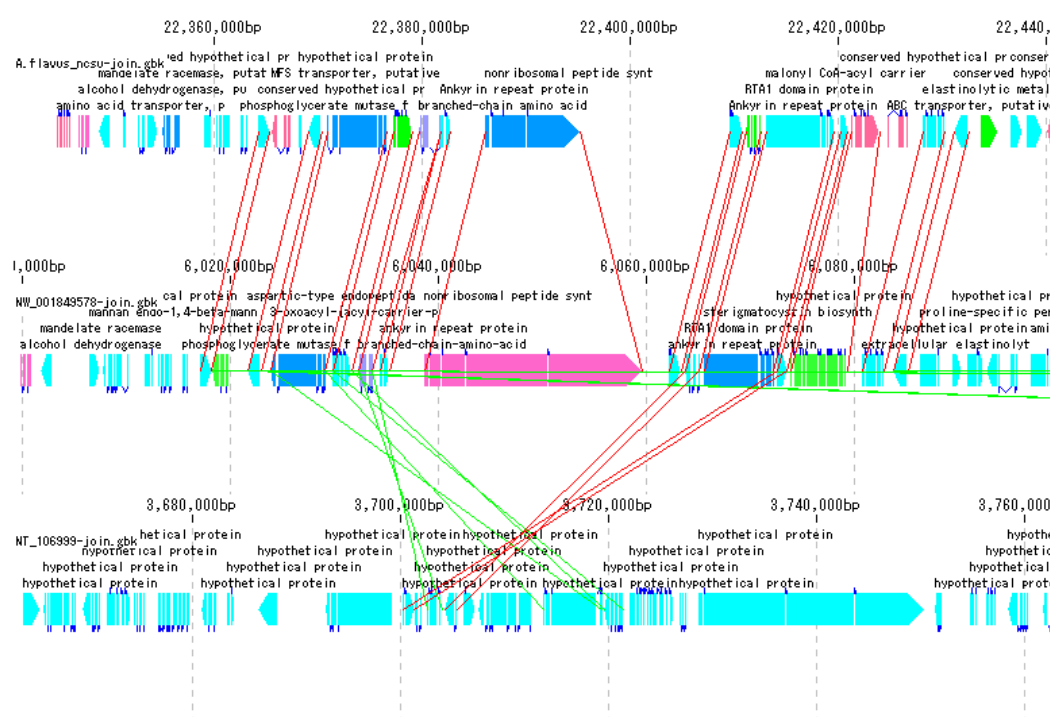 22,360,000bp 22,380,000bp 22,400,000bp 22,420,000bp 22,440,
A.flavus_ncsu-join.gbk ved hypothetical pr hypothetical protein conserved hypothetical pr conser
mandelate racemase, putat MFS transporter, putative nonribosomal peptide synt malonyl CoA-acyl carrier conserved hypot
alcohol dehydrogenase, pu conserved hypothetical pr Ankyrin repeat protein RTA1 domain protein elastinolytic metal
amino acid transporter, p phosphoglycerate mutase f branched-chain amino acid Ankyrin repeat protein ABC transporter, putative
1,000bp 6,020,000bp 6,040,000bp 6,060,000bp 6,080,000bp
NW_001849578-join.gbk cal protein aspartic-type endopeptida nonribosomal peptide synt hypothetical protein hypothetical pr
mannan endo-1,4-beta-mann 3-oxoacyl-[acyl-carrier-p sterigmatocystin biosynth proline-specific per
mandelate racemase hypothetical protein ankyrin repeat protein RTA1 domain protein hypothetical protein ami
alcohol dehydrogenase phosphoglycerate mutase f branched-chain-amino-acid ankyrin repeat protein extracellular elastinolyt
3,680,000bp 3,700,000bp 3,720,000bp 3,740,000bp 3,760,000bp
NT_106999-join.gbk hetical protein hypothetical protein hypothetical protein hypoth
hypothetical protein hypothetical protein hypothetical protein hypothetical protein hypothet
hypothetical protein hypothetical protein hypothetical protein hypothetical protein hypothetical
hypothetical protein hypothetical protein hypothetical protein hypothetical protein hypothetical protein hypothetical p